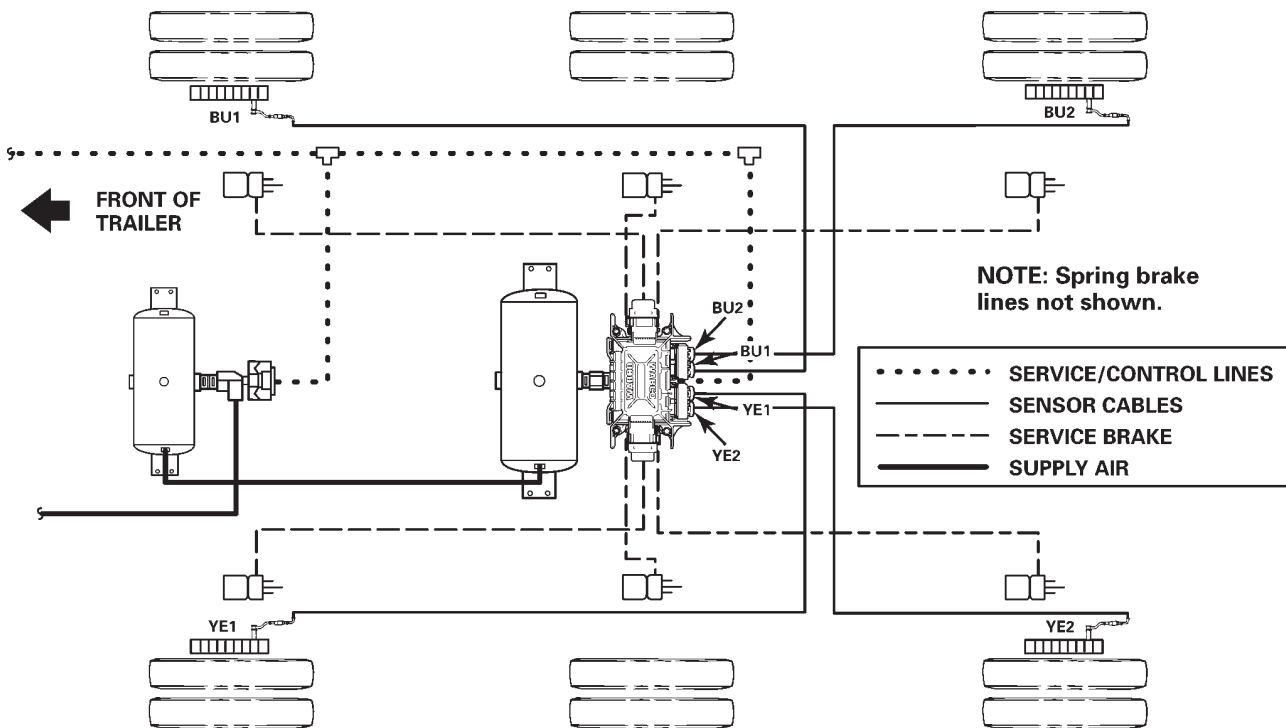 BU1
BU2
FRONT OF
TRAILER
NOTE: Spring brake
lines not shown.
BU2
BU1
YE1
YE2
SERVICE/CONTROL LINES
SENSOR CABLES
SERVICE BRAKE
SUPPLY AIR
YE1
YE2